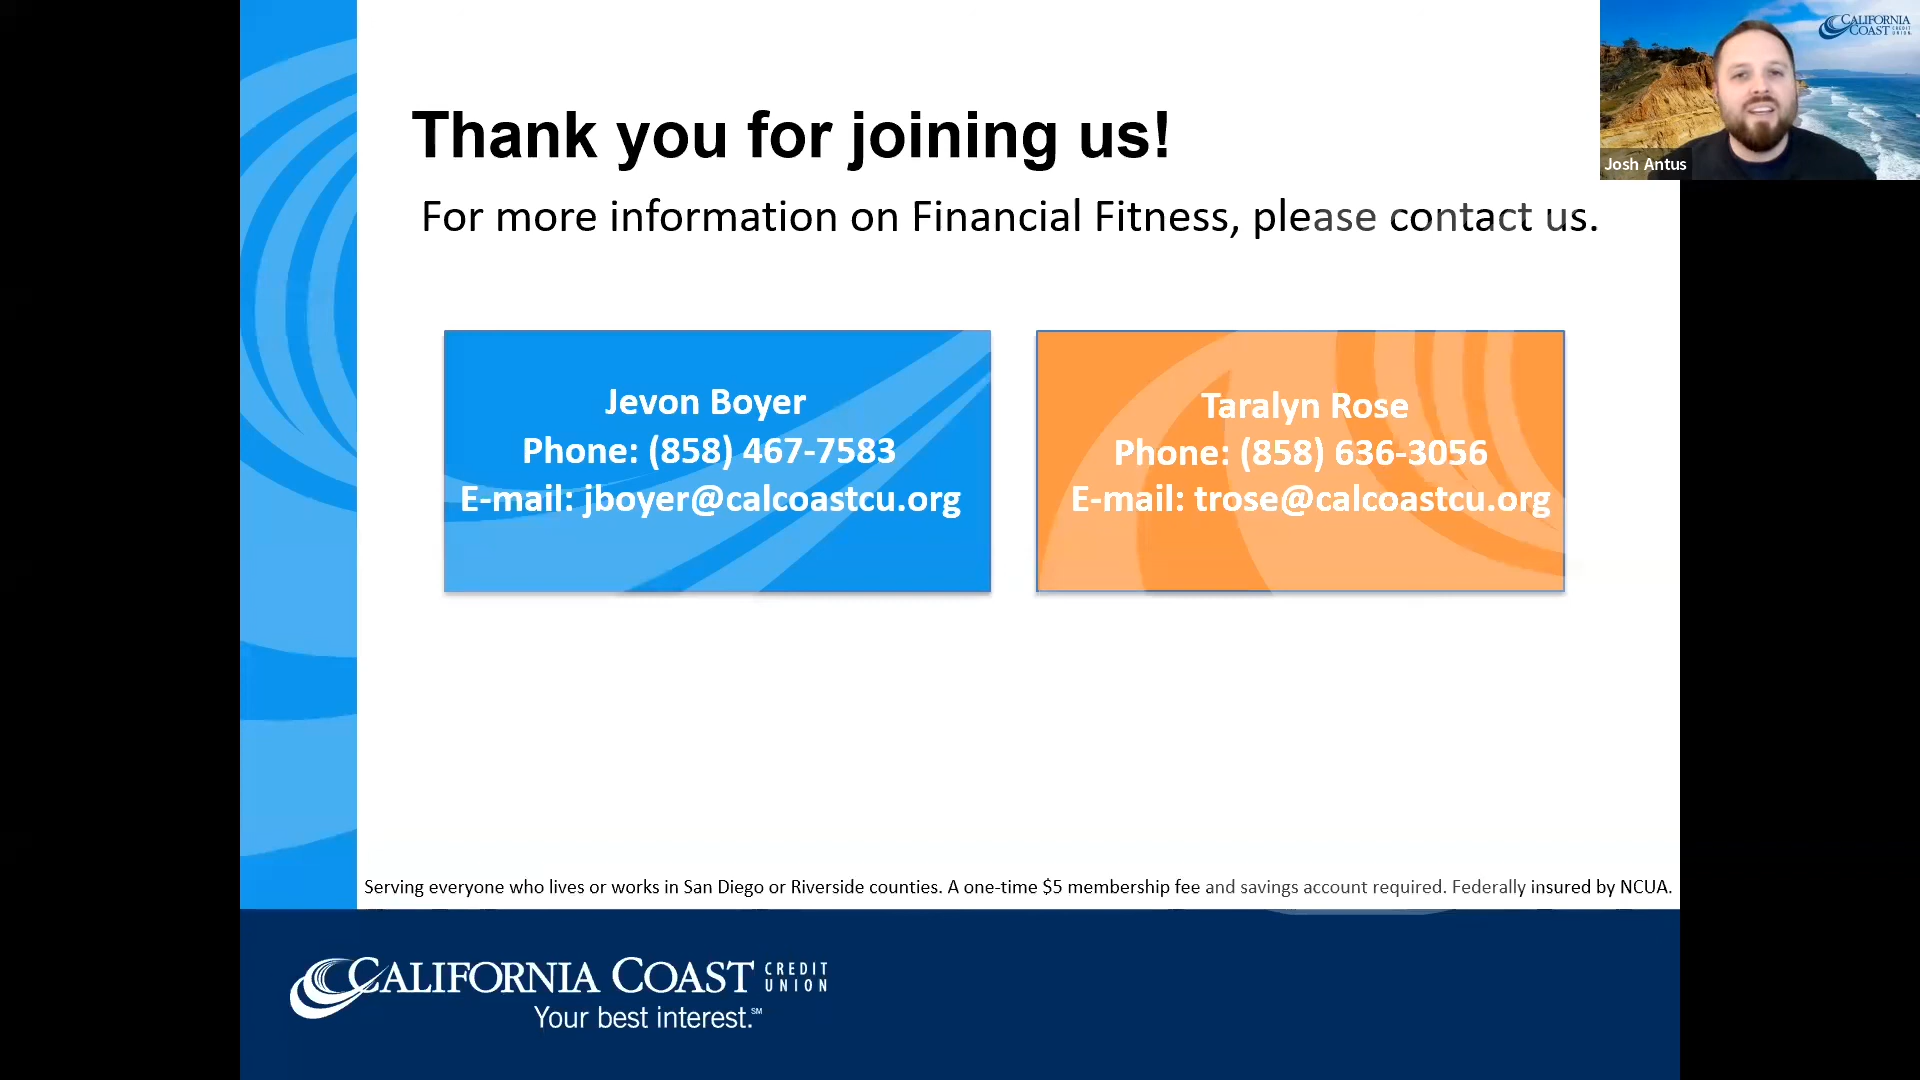 Thank you for joining us!
For more information on Financial Fitness, please contact us.
Jevon Boyer
Phone: (858) 467-7583
E-mail: jboyer@calcoastcu.org
Taralyn Rose
Phone: (858) 636-3056
E-mail: trose@calcoastcu.org
Serving everyone who lives or works in San Diego or Riverside counties. A one-time $5 membership fee and savings account required. Federally insured by NCUA.
CALIFORNIA COAST CREDIT UNION
Your best interest.℠
CALIFORNIA COAST CREDIT UNION
Josh Antus